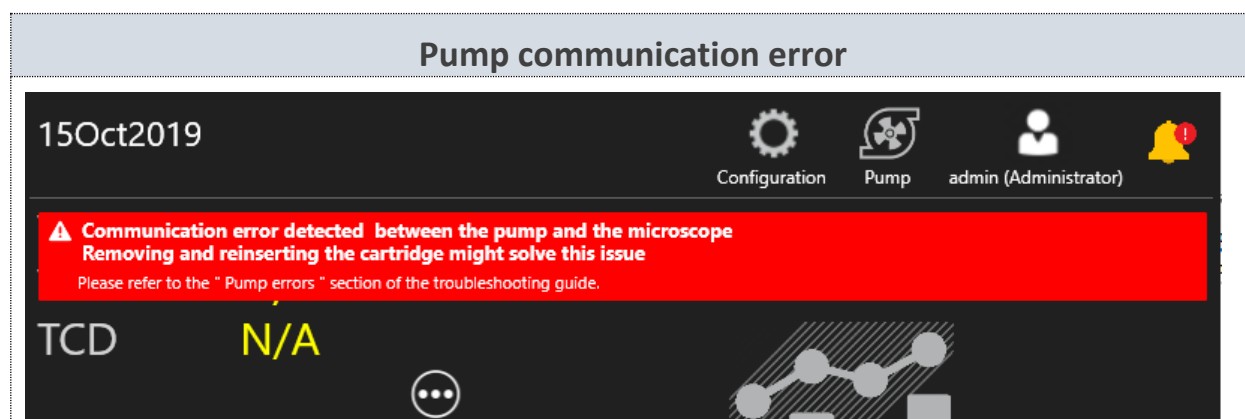 Pump communication error
15Oct2019
Configuration
Pump
admin (Administrator)
Communication error detected between the pump and the microscope
Removing and reinserting the cartridge might solve this issue
Please refer to the " Pump errors " section of the troubleshooting guide.
TCD N/A